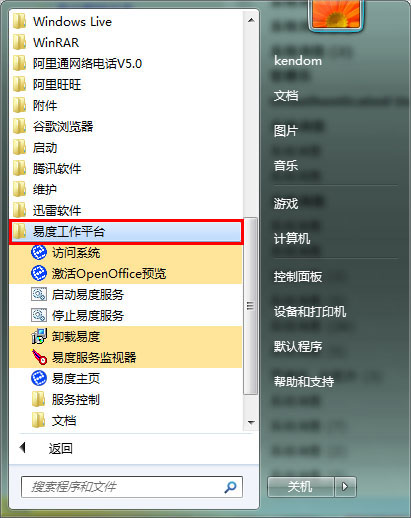 Windows Live
WinRAR
阿里通网络电话V5.0
阿里旺旺
附件
谷歌浏览器
启动
腾讯软件
维护
迅雷软件
易度工作平台
访问系统
激活OpenOffice预览
启动易度服务
停止易度服务
卸载易度
易度服务监视器
易度主页
服务控制
文档
返回
搜索程序和文件
kendom
文档
图片
音乐
游戏
计算机
控制面板
设备和打印机
默认程序
帮助和支持
关机